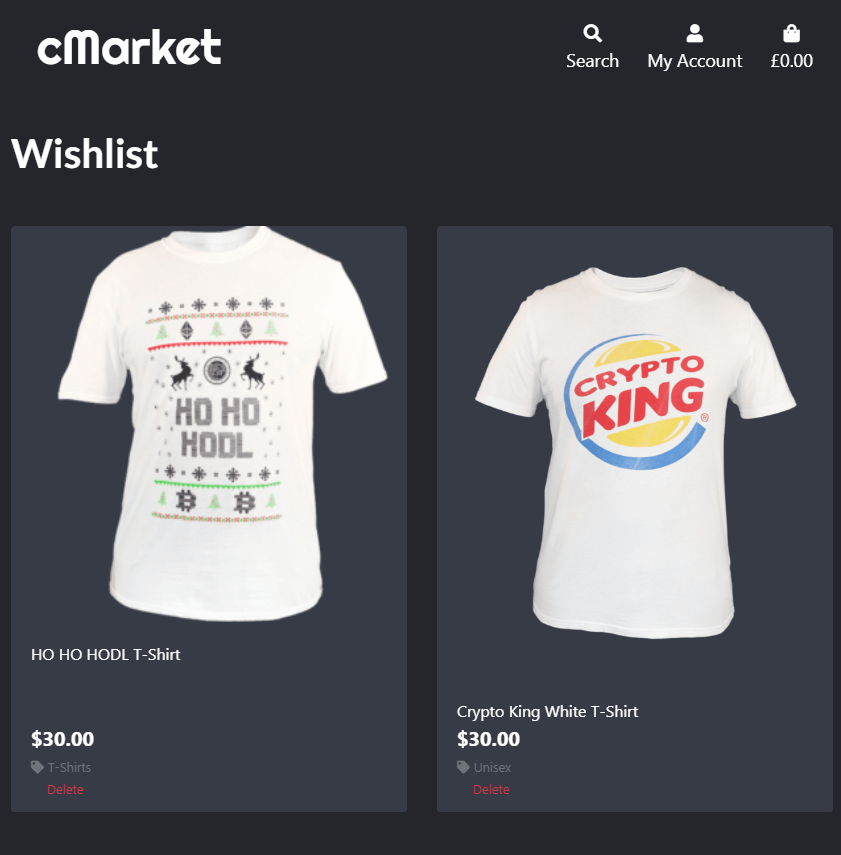 cMarket
Search
My Account
£0.00
Wishlist
HO HO
HODL
CRYPTO
KING
®
HO HO HODL T-Shirt
$30.00
T-Shirts
Delete
Crypto King White T-Shirt
$30.00
Unisex
Delete